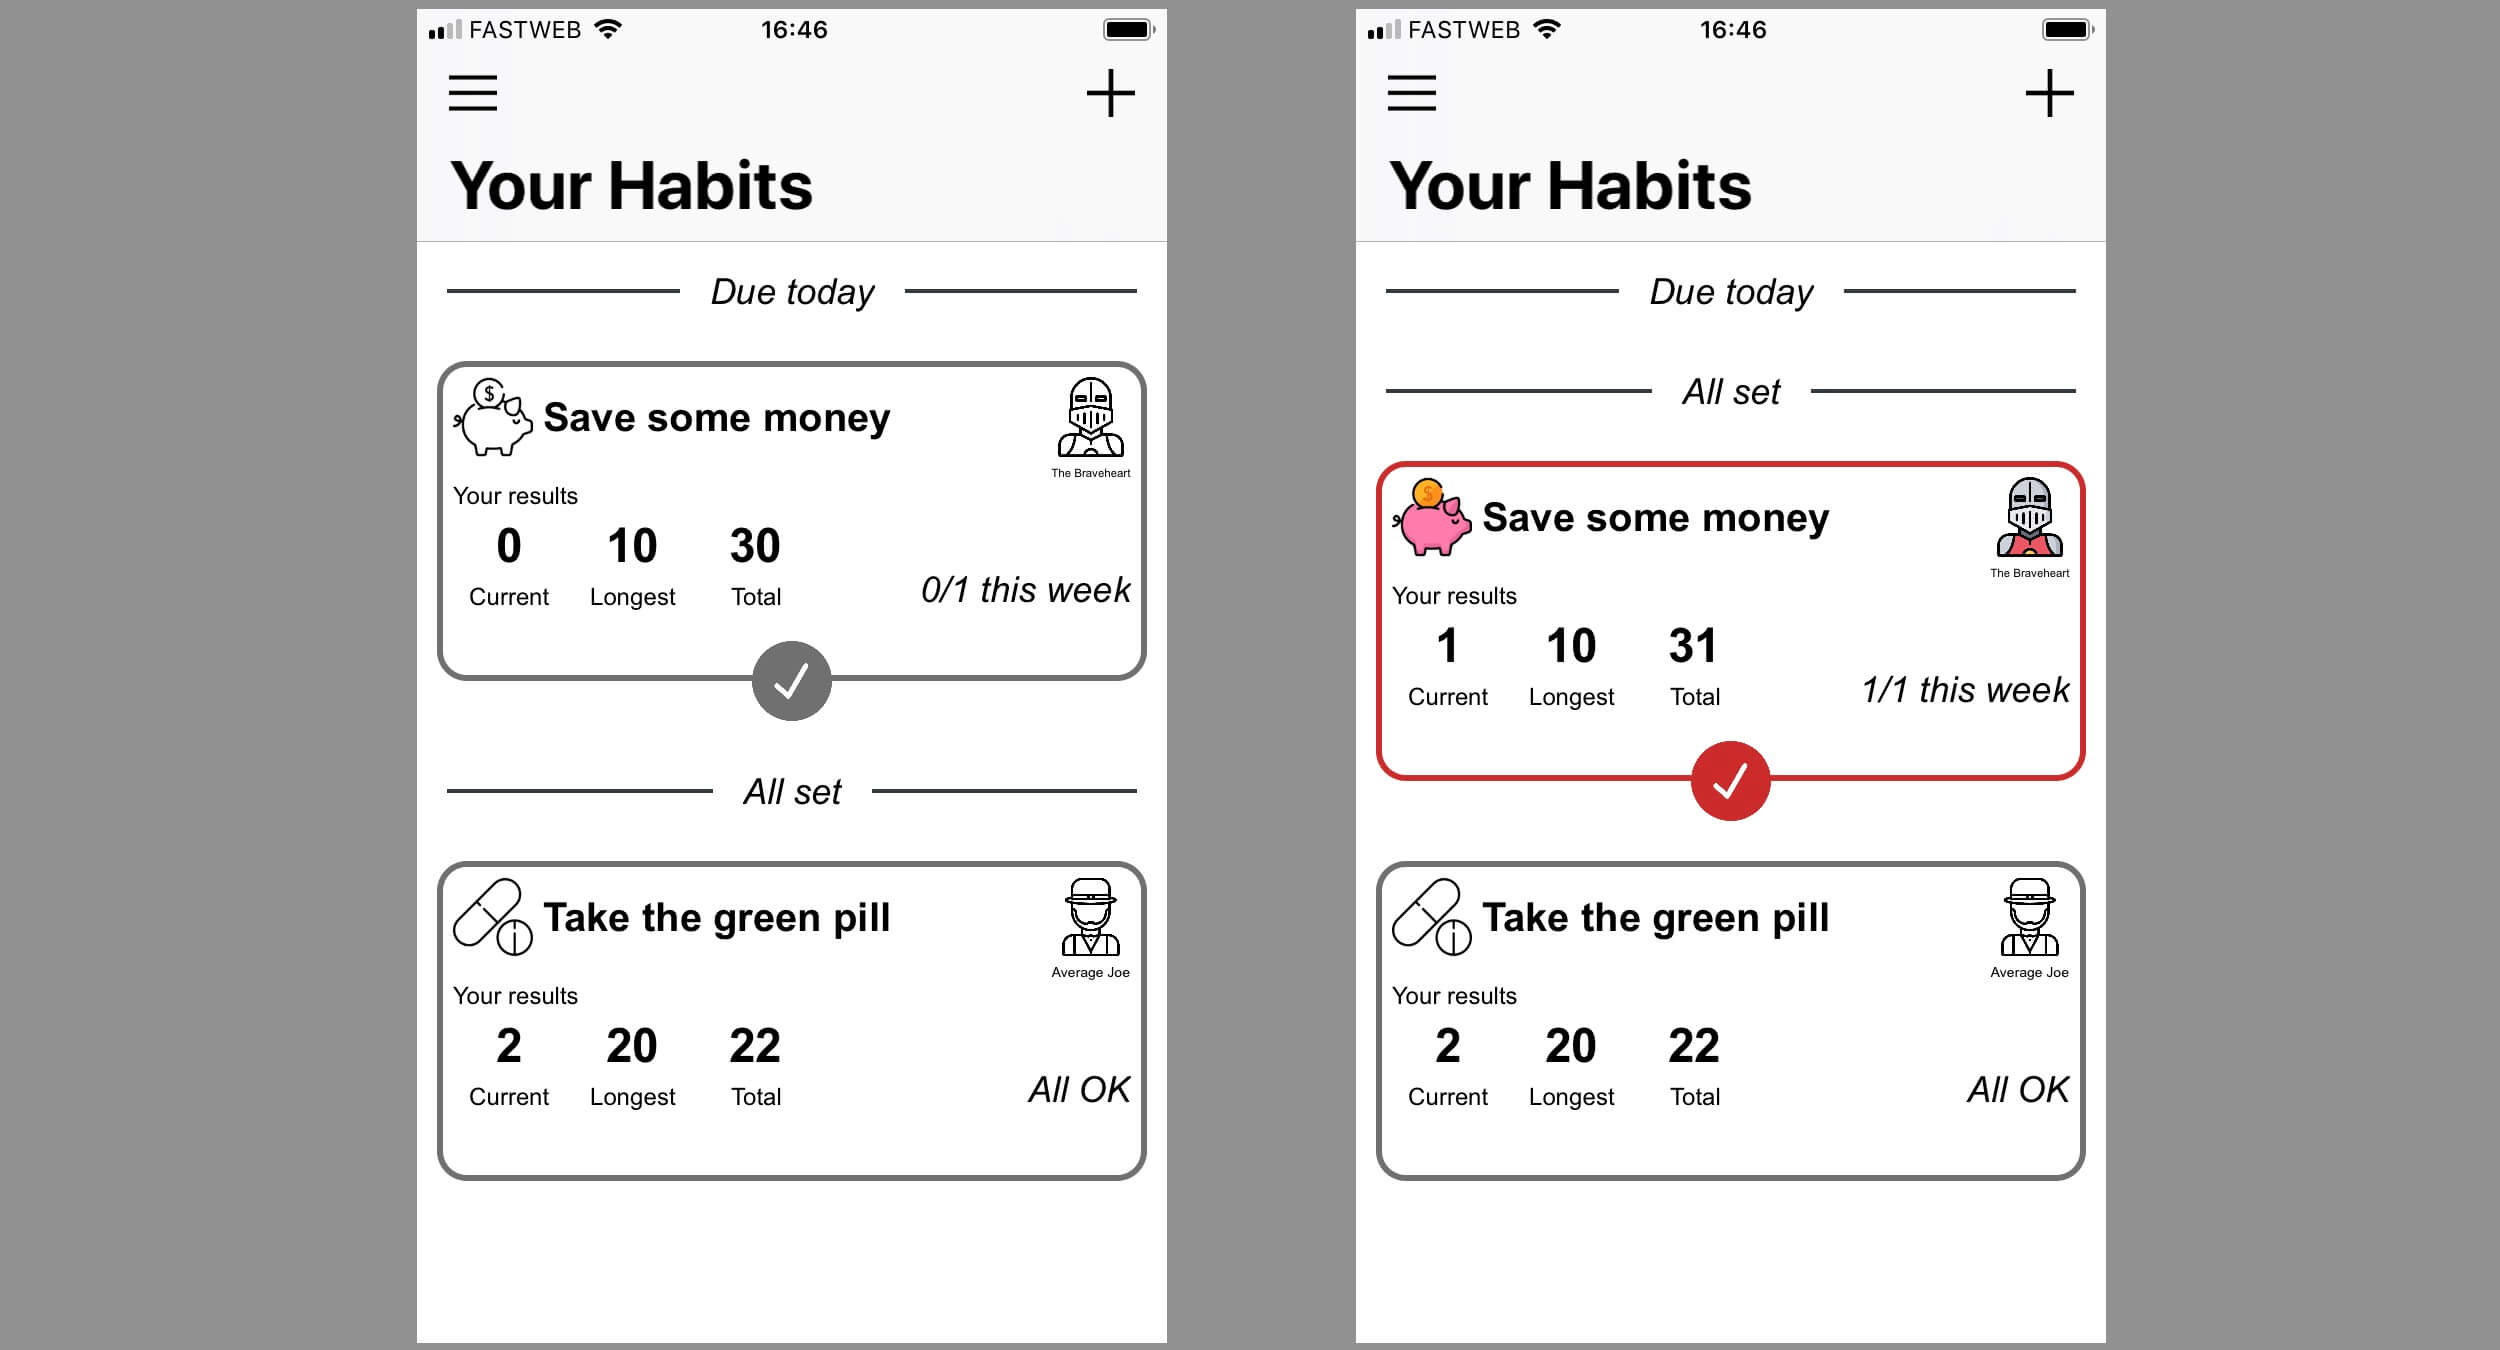 FASTWEB 16:46
Your Habits
Due today
$
Save some money
The Braveheart
Your results
0 10 30
Current Longest Total
0/1 this week
All set
Take the green pill
Average Joe
Your results
2 20 22
Current Longest Total
All OK
FASTWEB 16:46
Your Habits
Due today
All set
$
Save some money
The Braveheart
Your results
1 10 31
Current Longest Total
1/1 this week
Take the green pill
Average Joe
Your results
2 20 22
Current Longest Total
All OK